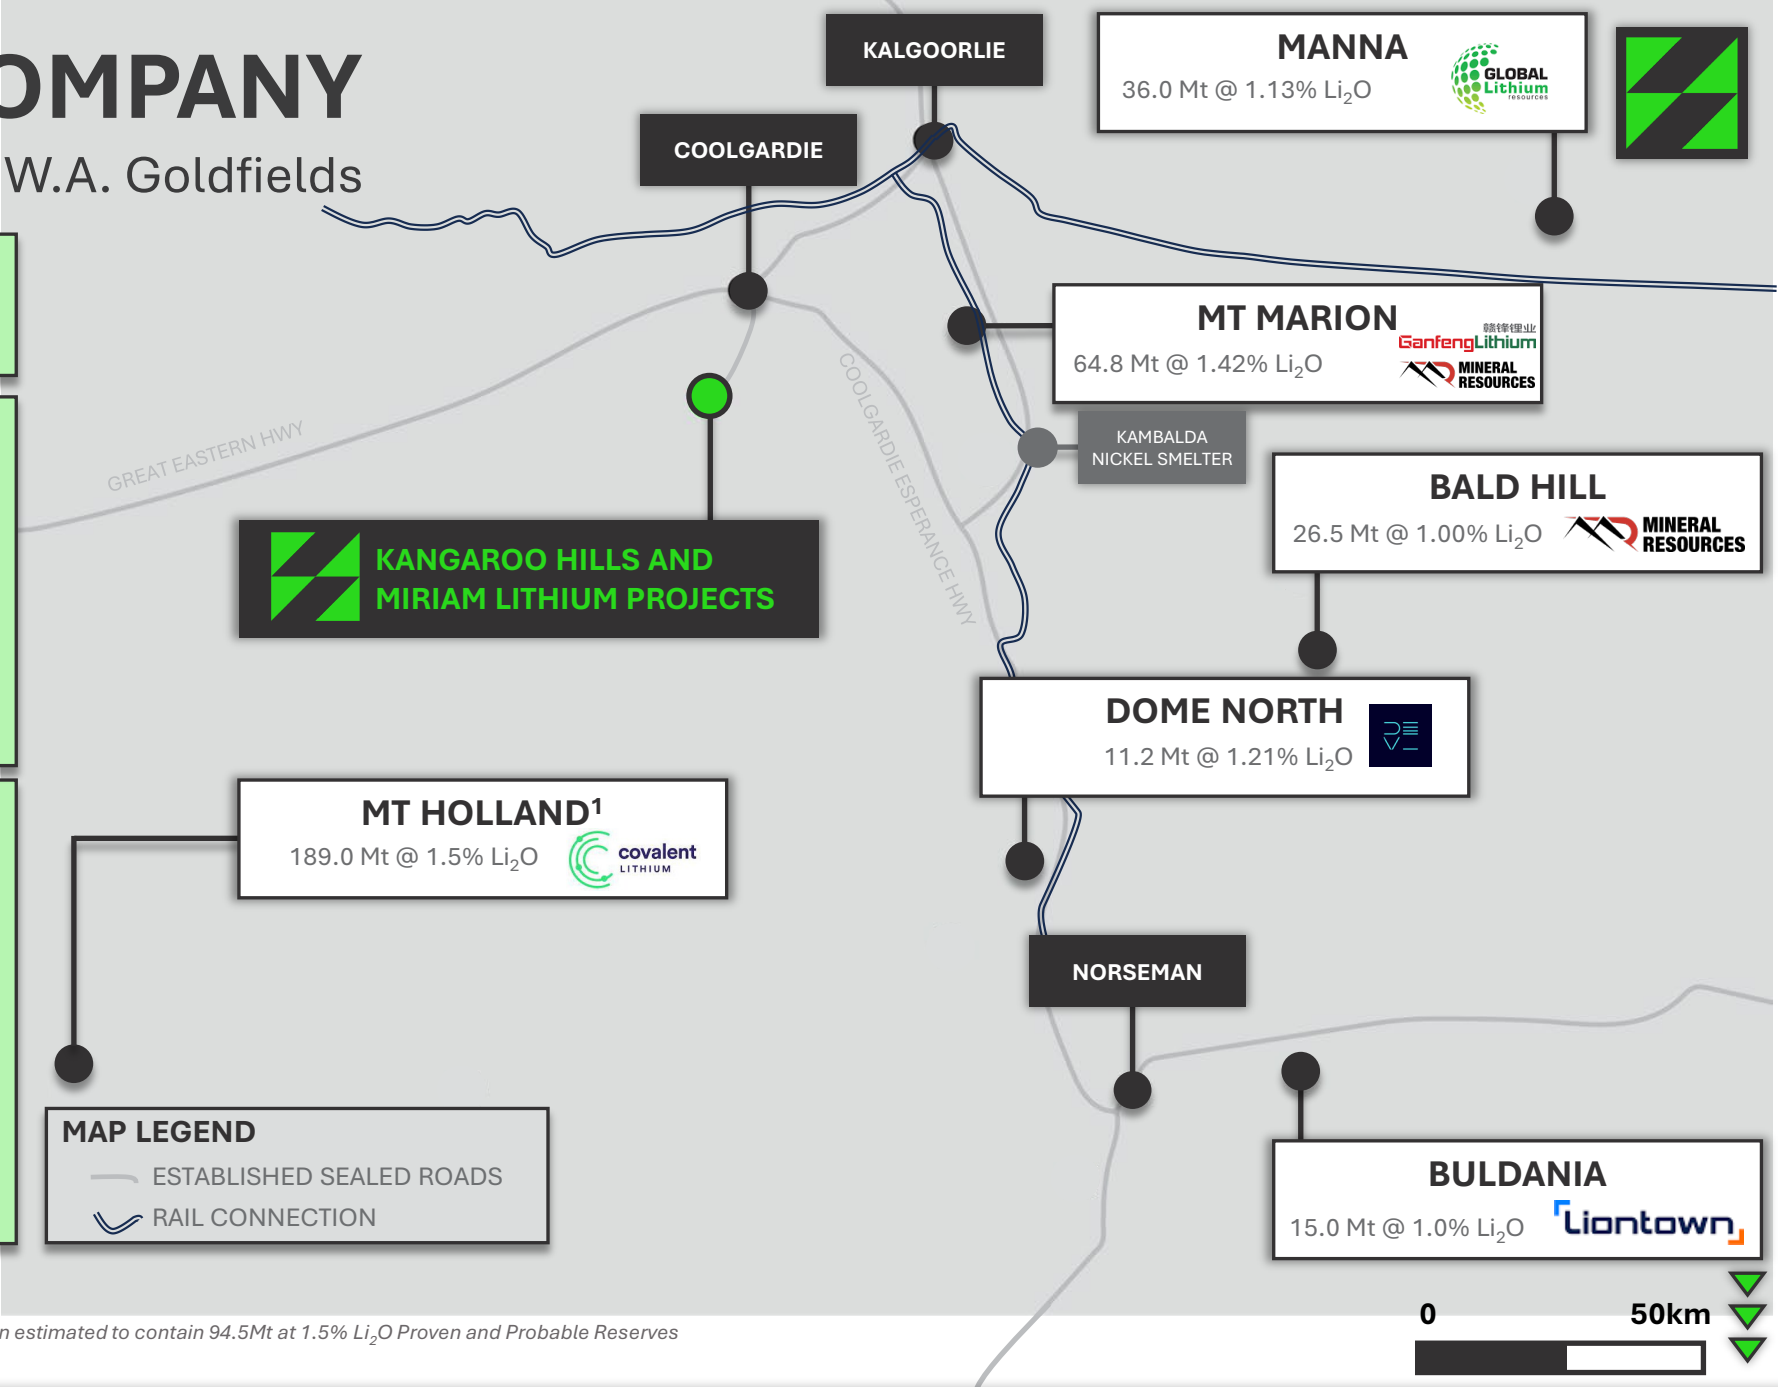 OMPANY
W.A. Goldfields
KALGOORLIE
COOLGARDIE
MANNA
36.0 Mt @ 1.13% Li₂O
GLOBAL
Lithium
resources
MT MARION
64.8 Mt @ 1.42% Li₂O
赣锋锂业
GanfengLithium
MINERAL
RESOURCES
KAMBALDA
NICKEL SMELTER
GREAT EASTERN HWY
COOLGARDIE ESPERANCE HWY
BALD HILL
26.5 Mt @ 1.00% Li₂O
MINERAL
RESOURCES
KANGAROO HILLS AND
MIRIAM LITHIUM PROJECTS
DOME NORTH
11.2 Mt @ 1.21% Li₂O
DEV
MT HOLLAND¹
189.0 Mt @ 1.5% Li₂O
covalent
LITHIUM
NORSEMAN
MAP LEGEND
ESTABLISHED SEALED ROADS
RAIL CONNECTION
BULDANIA
15.0 Mt @ 1.0% Li₂O
Liontown
0 50km
n estimated to contain 94.5Mt at 1.5% Li₂O Proven and Probable Reserves